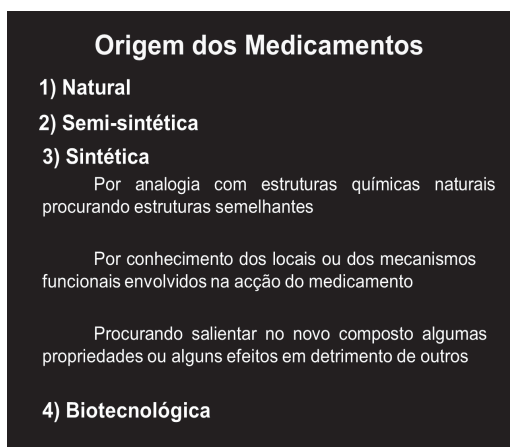 Origem dos Medicamentos
1) Natural
2) Semi-sintética
3) Sintética
Por analogia com estruturas químicas naturais
procurando estruturas semelhantes
Por conhecimento dos locais ou dos mecanismos
funcionais envolvidos na acção do medicamento
Procurando salientar no novo composto algumas
propriedades ou alguns efeitos em detrimento de outros
4) Biotecnológica